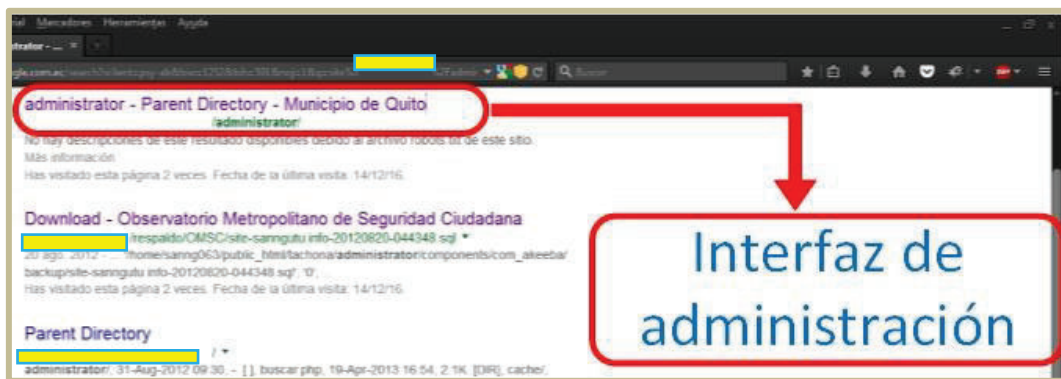 rial Marcadores Herramientas Ayuda
strator - ...
administrator - Parent Directory - Municipio de Quito
/administrator/
No hay descripciones de este resultado disponibles debido al archivo robots.txt de este sitio.
Más información
Has visitado esta página 2 veces. Fecha de la última visita: 14/12/16.
Download - Observatorio Metropolitano de Seguridad Ciudadana
/respaldo/OMSC/site-sanngutu info-20120820-044348.sql
20 ago. 2012 - ... /home/sanng063/public_html/tachona/administrator/components/com_akeeba/
backup/site-sanngutu info-20120820-044348.sql', '0',
Has visitado esta página 2 veces. Fecha de la última visita: 14/12/16.
Parent Directory
/
administrator/, 31-Aug-2012 09:30, - [ ], buscar.php, 19-Apr-2013 16:54, 2.1K. [DIR], cache/,
Interfaz de
administración